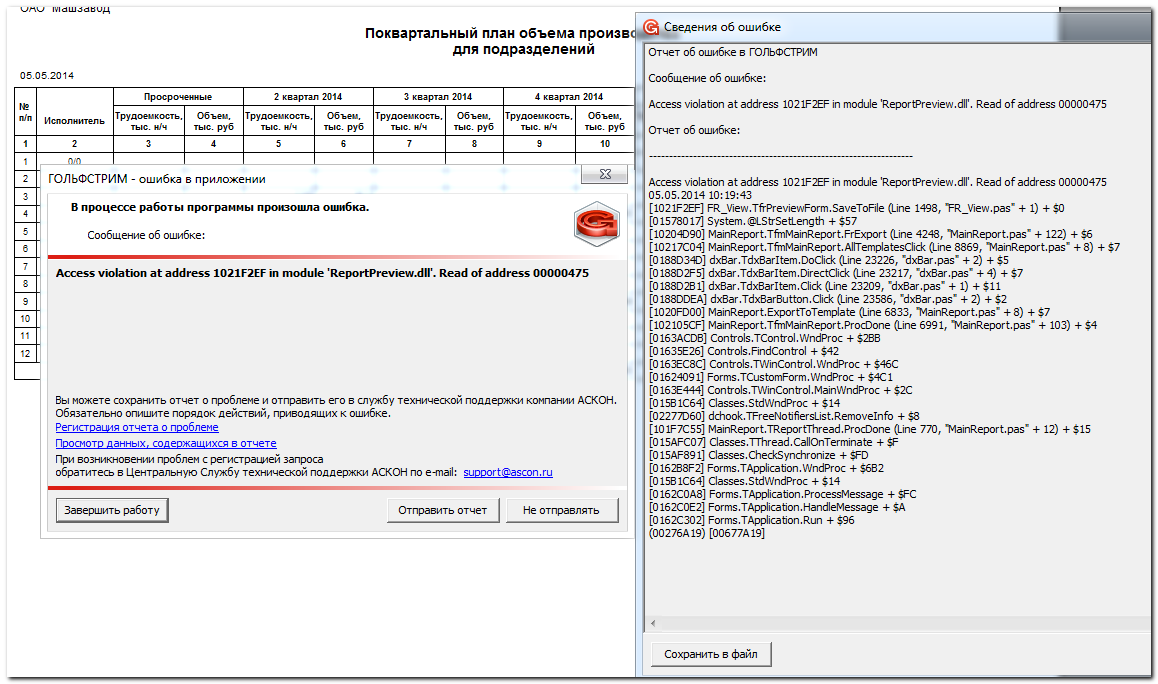 ОАО "Машзавод
Поквартальный план объема произво
для подразделений
05.05.2014
№ п/п
Исполнитель
Просроченные
2 квартал 2014
3 квартал 2014
4 квартал 2014
Трудоемкость, тыс. н/ч
Объем, тыс. руб
Трудоемкость, тыс. н/ч
Объем, тыс. руб
Трудоемкость, тыс. н/ч
Объем, тыс. руб
Трудоемкость, тыс. н/ч
Объем, тыс. руб
1 2 3 4 5 6 7 8 9 10
1 0/0
2
3
4
5
6
7
8
9
10
11
12
ГОЛЬФСТРИМ - ошибка в приложении
В процессе работы программы произошла ошибка.
Сообщение об ошибке:
Access violation at address 1021F2EF in module 'ReportPreview.dll'. Read of address 00000475
Вы можете сохранить отчет о проблеме и отправить его в службу технической поддержки компании АСКОН.
Обязательно опишите порядок действий, приводящих к ошибке.
Регистрация отчета о проблеме
Просмотр данных, содержащихся в отчете
При возникновении проблем с регистрацией запроса
обратитесь в Центральную Службу технической поддержки АСКОН по e-mail: support@ascon.ru
Завершить работу
Отправить отчет
Не отправлять
Сведения об ошибке
Отчет об ошибке в ГОЛЬФСТРИМ
Сообщение об ошибке:
Access violation at address 1021F2EF in module 'ReportPreview.dll'. Read of address 00000475
Отчет об ошибке:
------------------------------------------------------------------
Access violation at address 1021F2EF in module 'ReportPreview.dll'. Read of address 00000475
05.05.2014 10:19:43
[1021F2EF] FR_View.TfrPreviewForm.SaveToFile (Line 1498, "FR_View.pas" + 1) + $0
[01578017] System.@LStrSetLength + $57
[10204D90] MainReport.TfmMainReport.FrExport (Line 4248, "MainReport.pas" + 122) + $6
[10217C04] MainReport.TfmMainReport.AllTemplatesClick (Line 8869, "MainReport.pas" + 8) + $7
[0188D34D] dxBar.TdxBarItem.DoClick (Line 23226, "dxBar.pas" + 2) + $5
[0188D2F5] dxBar.TdxBarItem.DirectClick (Line 23217, "dxBar.pas" + 4) + $7
[0188D2B1] dxBar.TdxBarItem.Click (Line 23209, "dxBar.pas" + 1) + $11
[0188DDEA] dxBar.TdxBarButton.Click (Line 23586, "dxBar.pas" + 2) + $2
[1020FD00] MainReport.ExportToTemplate (Line 6833, "MainReport.pas" + 8) + $7
[102105CF] MainReport.TfmMainReport.ProcDone (Line 6991, "MainReport.pas" + 103) + $4
[0163ACDB] Controls.TControl.WndProc + $2BB
[01635E26] Controls.FindControl + $42
[0163EC8C] Controls.TWinControl.WndProc + $46C
[01624091] Forms.TCustomForm.WndProc + $4C1
[0163E444] Controls.TWinControl.MainWndProc + $2C
[015B1C64] Classes.StdWndProc + $14
[02277D60] dchook.TFreeNotifiersList.RemoveInfo + $8
[101F7C55] MainReport.TReportThread.ProcDone (Line 770, "MainReport.pas" + 12) + $15
[015AFC07] Classes.TThread.CallOnTerminate + $F
[015AF891] Classes.CheckSynchronize + $FD
[0162B8F2] Forms.TApplication.WndProc + $6B2
[015B1C64] Classes.StdWndProc + $14
[0162C0A8] Forms.TApplication.ProcessMessage + $FC
[0162C0E2] Forms.TApplication.HandleMessage + $A
[0162C302] Forms.TApplication.Run + $96
(00276A19) [00677A19]
Сохранить в файл